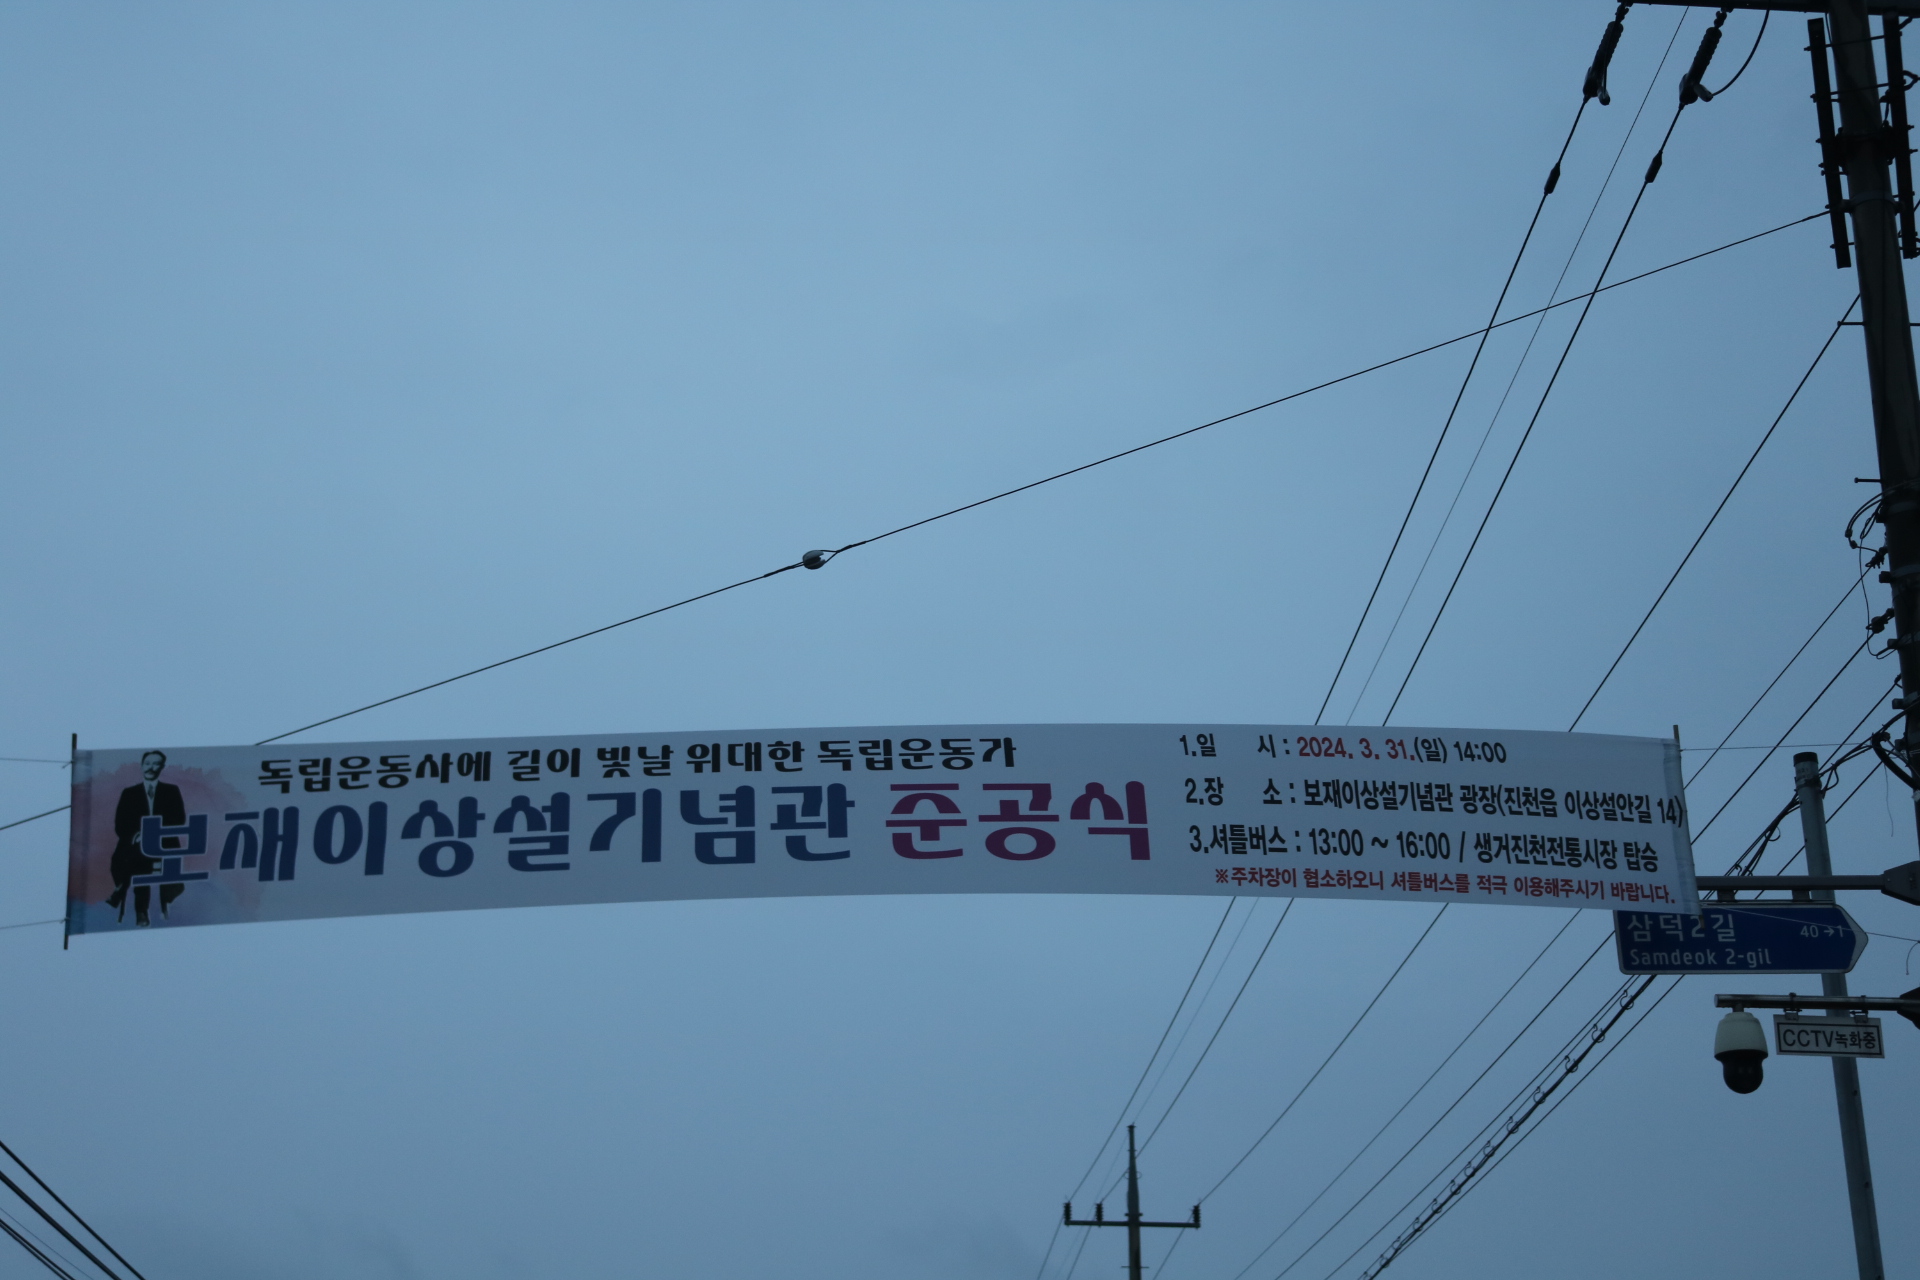 독립운동사에 길이 빛날 위대한 독립운동가
보재이상설기념관 준공식
1.일 시 : 2024. 3. 31.(일) 14:00
2.장 소 : 보재이상설기념관 광장(진천읍 이상설안길 14)
3.셔틀버스 : 13:00 ~ 16:00 / 생거진천전통시장 탑승
※주차장이 협소하오니 셔틀버스를 적극 이용해주시기 바랍니다.
삼덕2길 40→1
Samdeok 2-gil
CCTV녹화중